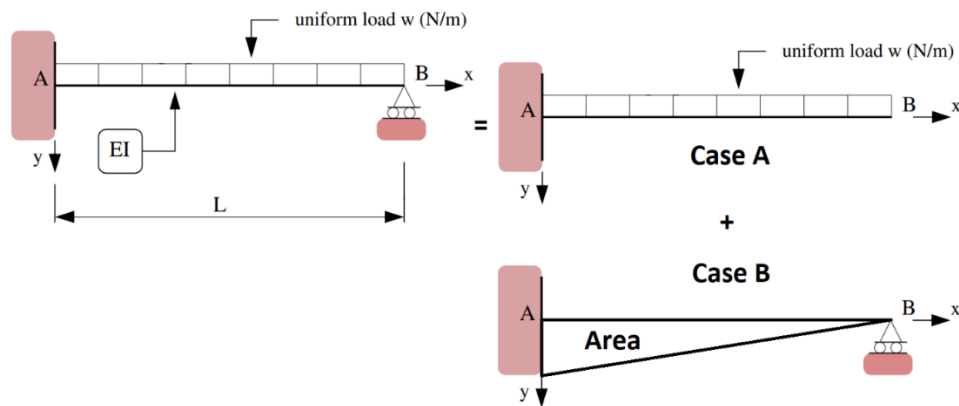 uniform load w (N/m)
A
B
x
EI
y
L
=
uniform load w (N/m)
A
B
x
Case A
y
+
Case B
A
B
x
Area
y